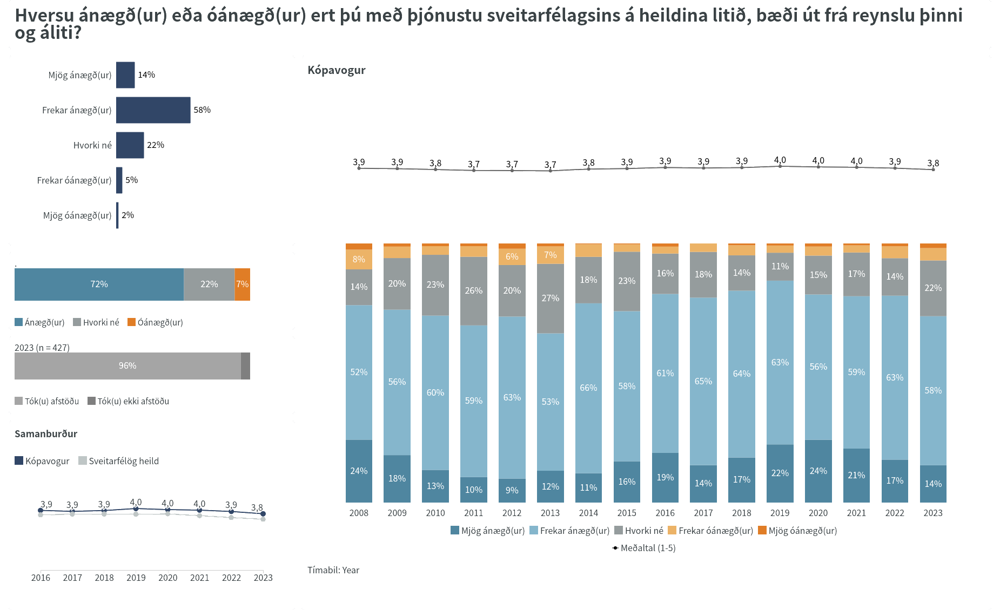 Hversu ánægð(ur) eða óánægð(ur) ert þú með þjónustu sveitarfélagsins á heildina litið, bæði út frá reynslu þinni
og áliti?
Mjög ánægð(ur) 14%
Frekar ánægð(ur) 58%
Hvorki né 22%
Frekar óánægð(ur) 5%
Mjög óánægð(ur) 2%
.
72% 22% 7%
Ánægð(ur) Hvorki né Óánægð(ur)
2023 (n = 427)
96%
Tók(u) afstöðu Tók(u) ekki afstöðu
Samanburður
Kópavogur Sveitarfélög heild
3,9 3,9 3,9 4,0 4,0 4,0 3,9 3,8
2016 2017 2018 2019 2020 2021 2022 2023
Kópavogur
3,9 3,9 3,8 3,7 3,7 3,7 3,8 3,9 3,9 3,9 3,9 4,0 4,0 4,0 3,9 3,8
8% 6% 7%
14% 20% 23% 26% 20% 27% 18% 23% 16% 18% 14% 11% 15% 17% 14% 22%
52% 56% 60% 59% 63% 53% 66% 58% 61% 65% 64% 63% 56% 59% 63% 58%
24% 18% 13% 10% 9% 12% 11% 16% 19% 14% 17% 22% 24% 21% 17% 14%
2008 2009 2010 2011 2012 2013 2014 2015 2016 2017 2018 2019 2020 2021 2022 2023
Mjög ánægð(ur) Frekar ánægð(ur) Hvorki né Frekar óánægð(ur) Mjög óánægð(ur)
Meðaltal (1-5)
Tímabil: Year